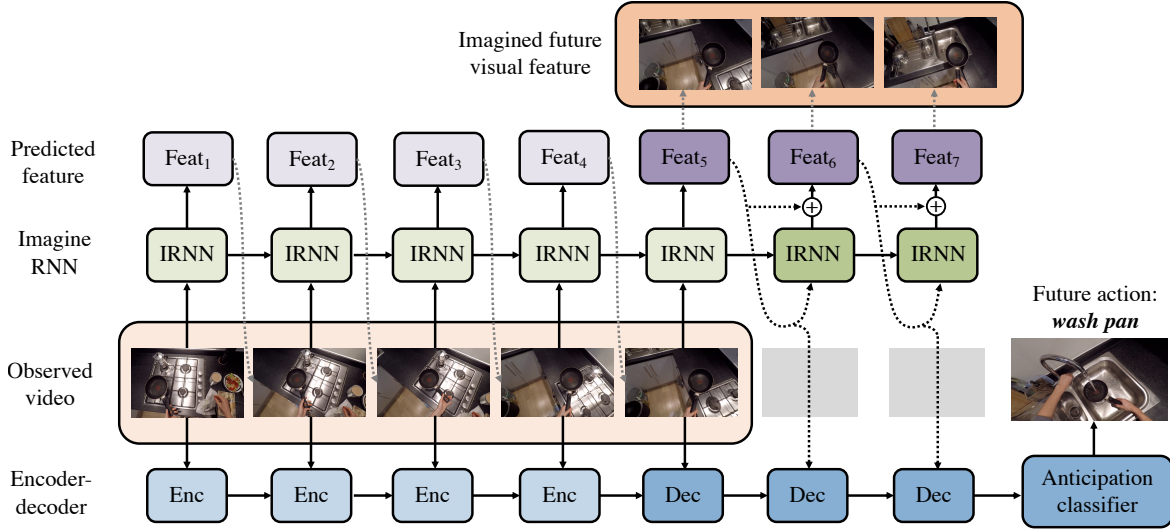 Imagined future
visual feature
Predicted
feature
Feat1
Feat2
Feat3
Feat4
Feat5
Feat6
Feat7
+
+
Imagine
RNN
IRNN
IRNN
IRNN
IRNN
IRNN
IRNN
IRNN
Future action:
wash pan
Observed
video
Encoder-
decoder
Enc
Enc
Enc
Enc
Dec
Dec
Dec
Anticipation
classifier